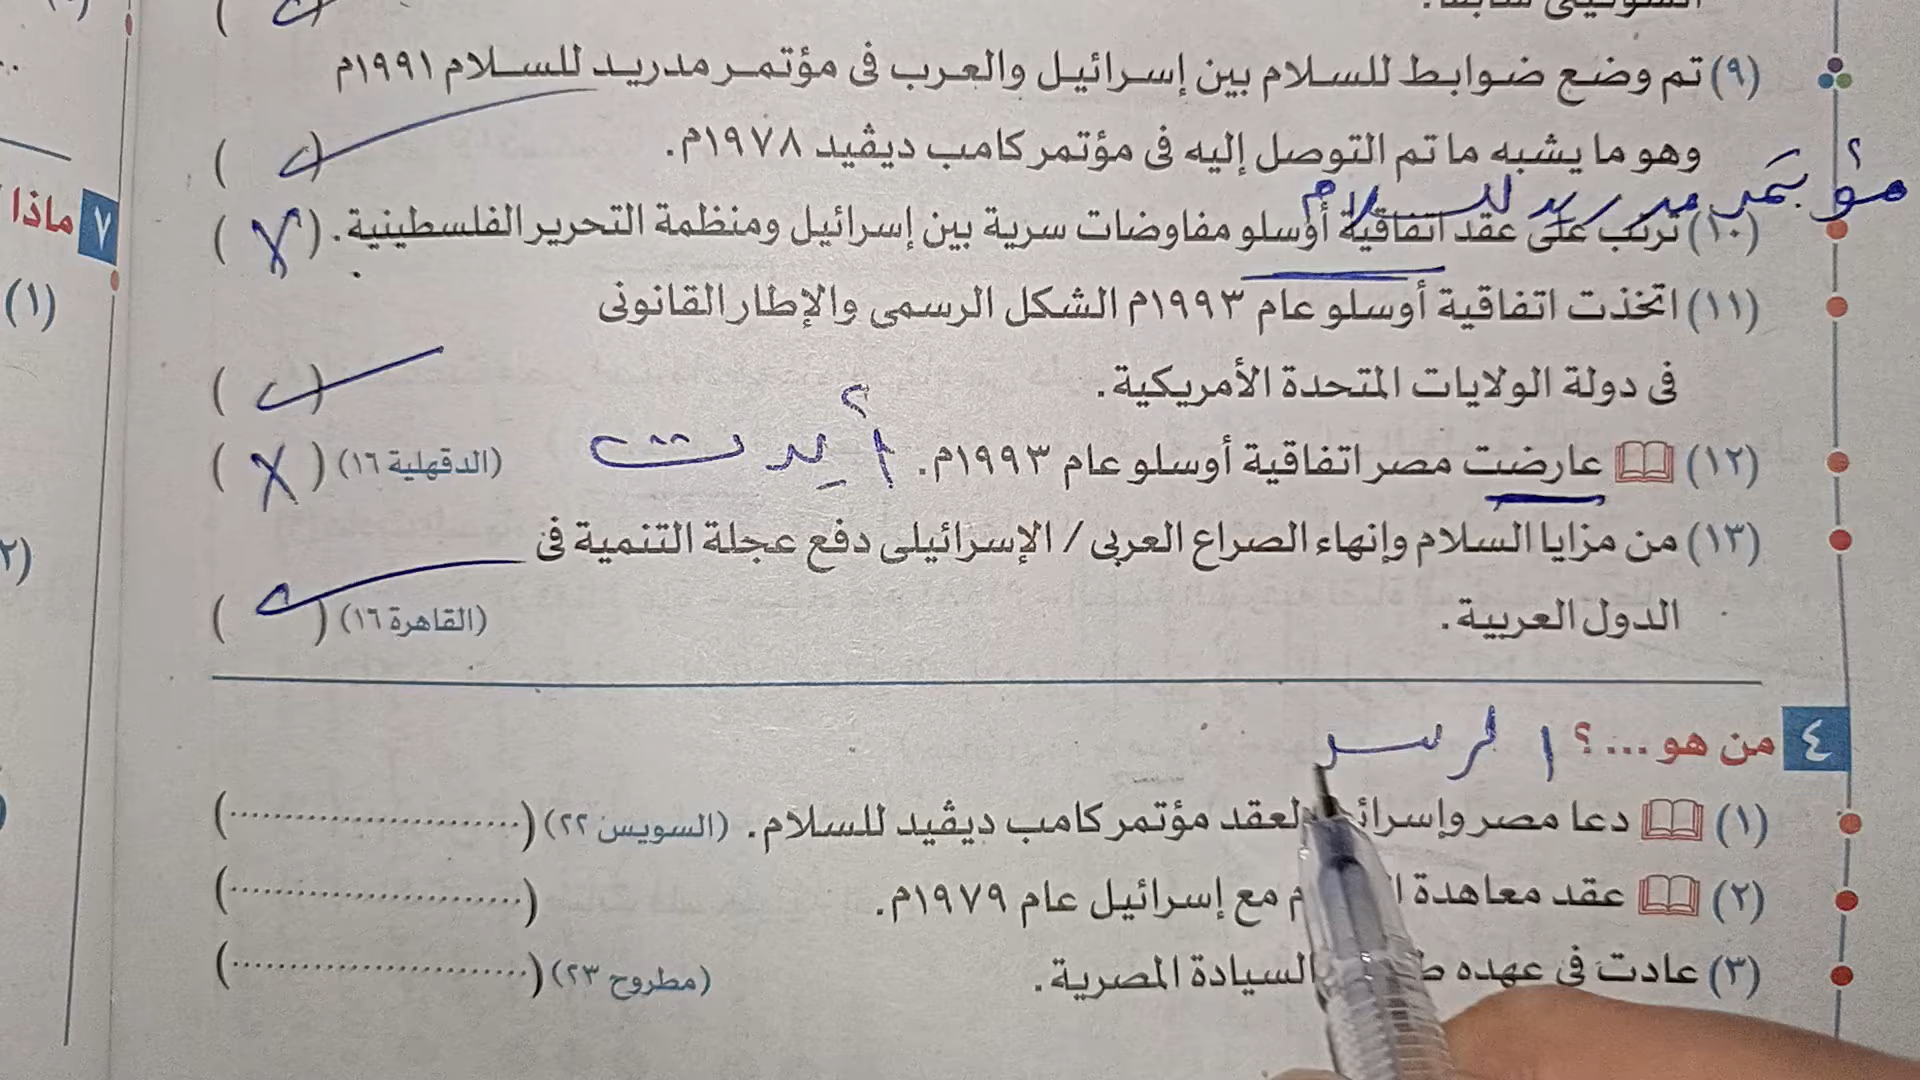 (٩) تم وضع ضوابط للسلام بين إسرائيل والعرب فى مؤتمر مدريد للسلام ١٩٩١م
وهو ما يشبه ما تم التوصل إليه فى مؤتمر كامب ديڤيد ١٩٧٨م. ( )
مؤتمر مدريد للسلام
(١٠) ترتب على عقد اتفاقية أوسلو مفاوضات سرية بين إسرائيل ومنظمة التحرير الفلسطينية. (X)
(١١) اتخذت اتفاقية أوسلو عام ١٩٩٣م الشكل الرسمى والإطار القانونى
فى دولة الولايات المتحدة الأمريكية. ( )
أيدت
(١٢) عارضت مصر اتفاقية أوسلو عام ١٩٩٣م. (الدقهلية ١٦) (X)
(١٣) من مزايا السلام وإنهاء الصراع العربى / الإسرائيلى دفع عجلة التنمية فى
الدول العربية. (القاهرة ١٦) ( )
٤ من هو ...؟
(١) دعا مصر لعقد مؤتمر كامب ديڤيد للسلام. (السويس ٢٢) (........................)
(٢) عقد معاهدة مع إسرائيل عام ١٩٧٩م. (........................)
(٣) عادت فى عهده السيادة المصرية. (مطروح ٢٣) (........................)
٧ ماذا
(١)